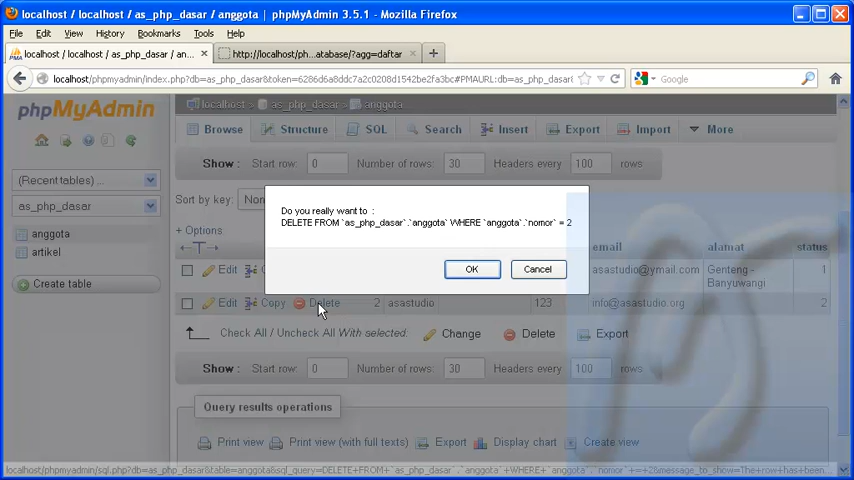 localhost / localhost / as_php_dasar / anggota | phpMyAdmin 3.5.1 - Mozilla Firefox
File Edit View History Bookmarks Tools Help
localhost / localhost / as_php_dasar / an... × http://localhost/ph...atabase/?agg=daftar × +
localhost/phpmyadmin/index.php?db=as_php_dasar&token=6286d6a8ddc7a2c0208d1542be2fa3bc#PMAURL:db=as_php_dasar&
Google
phpMyAdmin
(Recent tables) ...
as_php_dasar
anggota
artikel
Create table
localhost » as_php_dasar » anggota
Browse Structure SQL Search Insert Export Import More
Show : Start row: 0 Number of rows: 30 Headers every 100 rows
Sort by key: Non
+ Options
email alamat status
Edit Delete asastudio@ymail.com Genteng - 1
Banyuwangi
Edit Copy Delete 2 asastudio 123 info@asastudio.org 2
Check All / Uncheck All With selected: Change Delete Export
Show : Start row: 0 Number of rows: 30 Headers every 100 rows
Query results operations
Print view Print view (with full texts) Export Display chart Create view
Do you really want to :
DELETE FROM `as_php_dasar`.`anggota` WHERE `anggota`.`nomor` = 2
OK Cancel